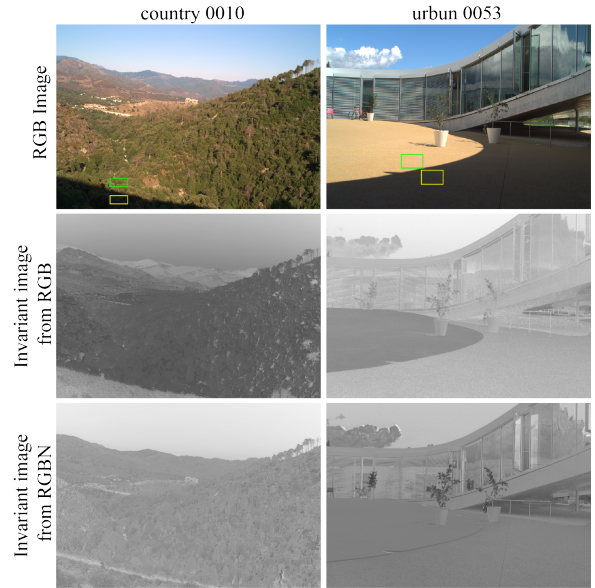 country 0010
urbun 0053
RGB Image
Invariant image
from RGB
Invariant image
from RGBN